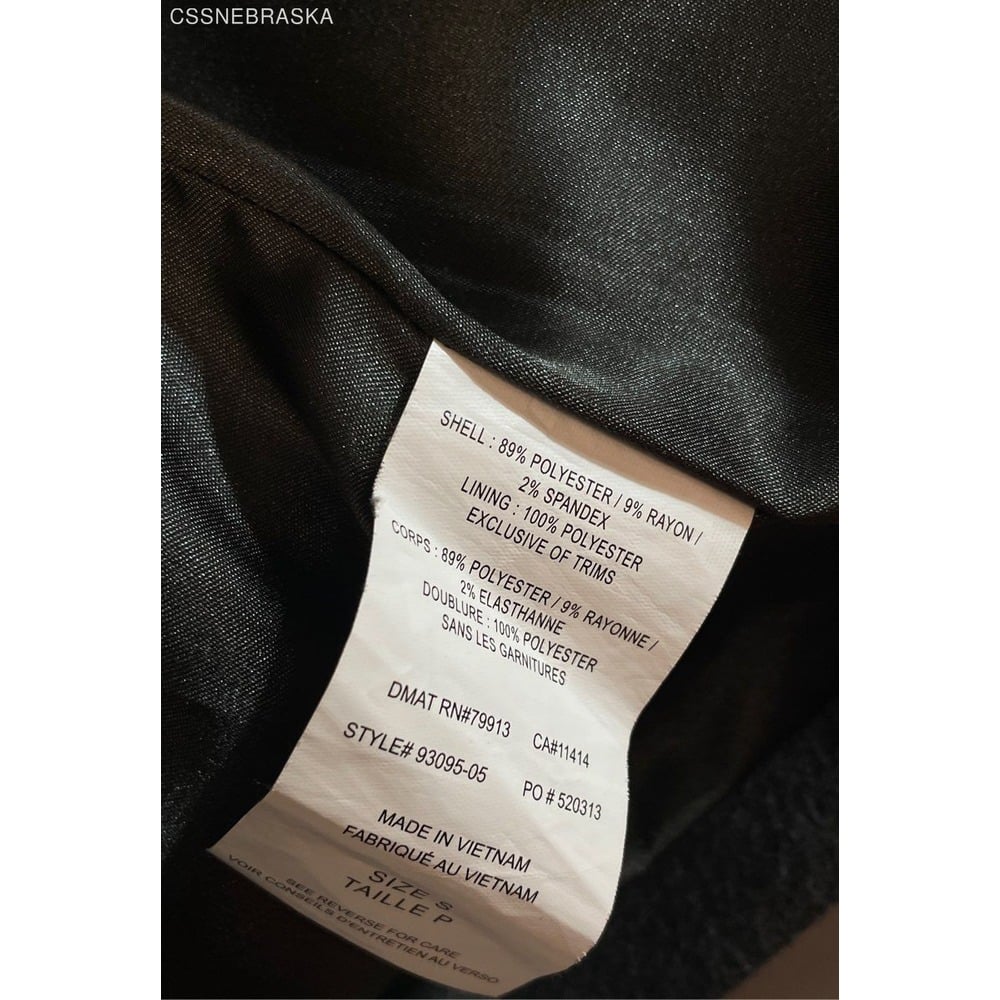 CSSNEBRASKA
SHELL : 89% POLYESTER / 9% RAYON /
2% SPANDEX
LINING : 100% POLYESTER
EXCLUSIVE OF TRIMS
CORPS : 89% POLYESTER / 9% RAYONNE /
2% ELASTHANNE
DOUBLURE : 100% POLYESTER
SANS LES GARNITURES
DMAT RN#79913 CA#11414
STYLE# 93095-05 PO # 520313
MADE IN VIETNAM
FABRIQUÉ AU VIETNAM
SIZE S
TAILLE P
SEE REVERSE FOR CARE
VOIR CONSEILS D'ENTRETIEN AU VERSO